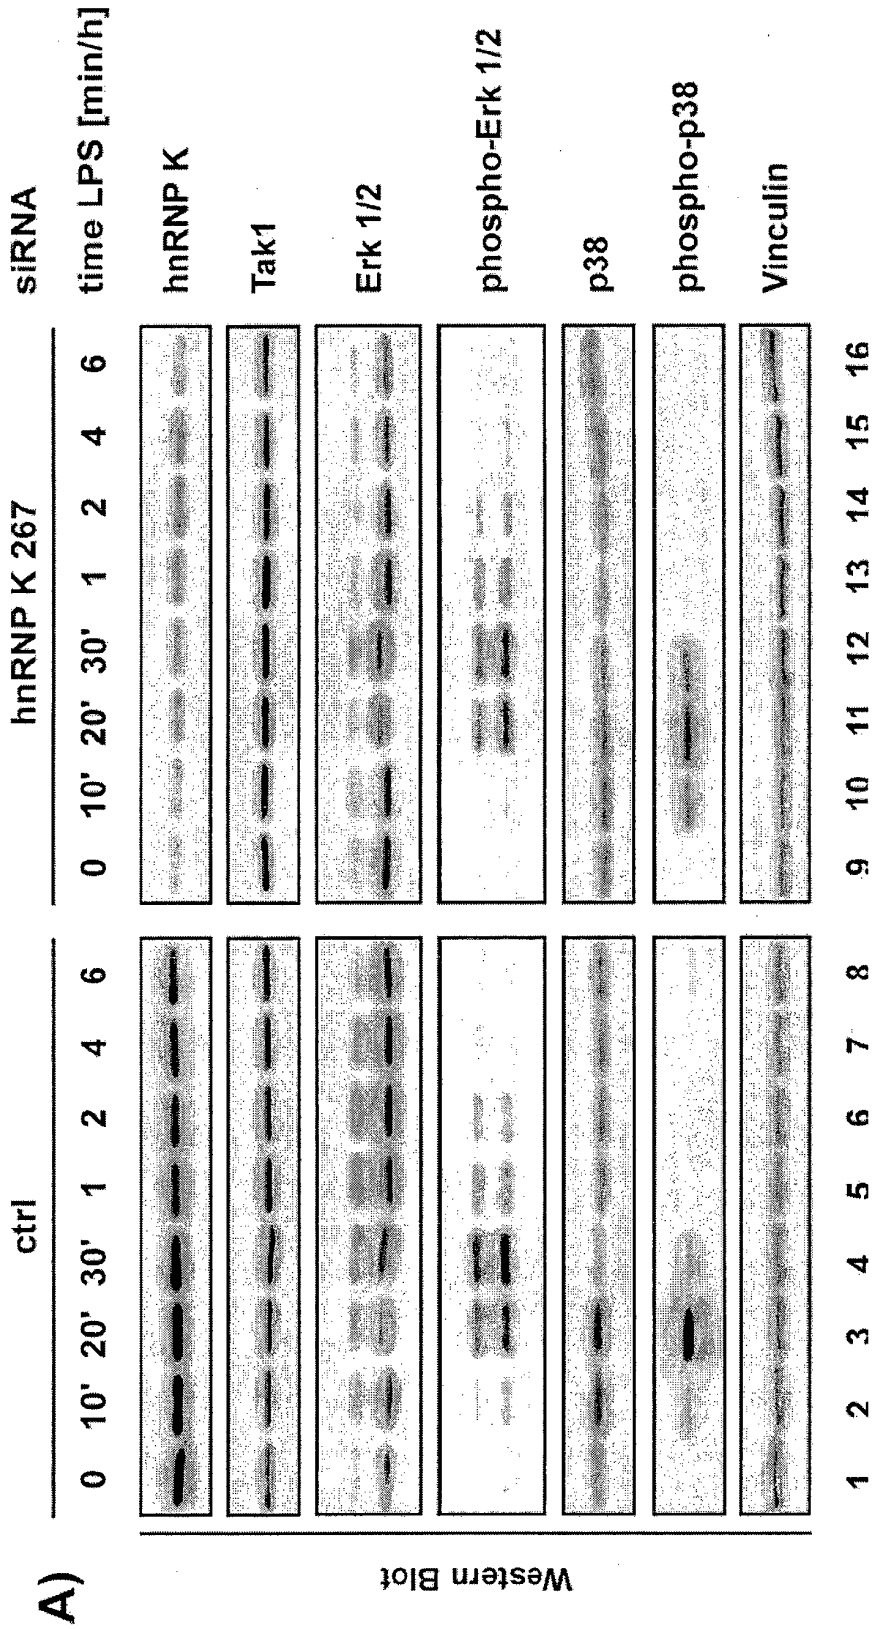 A)
ctrl hnRNP K 267 siRNA
0 10' 20' 30' 1 2 4 6 0 10' 20' 30' 1 2 4 6 time LPS [min/h]
hnRNP K
Tak1
Erk 1/2
phospho-Erk 1/2
p38
phospho-p38
Vinculin
1 2 3 4 5 6 7 8 9 10 11 12 13 14 15 16
Western Blot